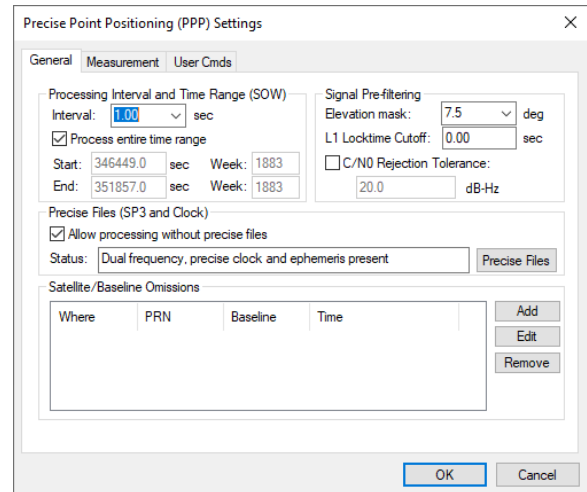 Precise Point Positioning (PPP) Settings
General Measurement User Cmds
Processing Interval and Time Range (SOW)
Interval: 1.00 sec
Process entire time range
Start: 346449.0 sec Week: 1883
End: 351857.0 sec Week: 1883
Signal Pre-filtering
Elevation mask: 7.5 deg
L1 Locktime Cutoff: 0.00 sec
C/N0 Rejection Tolerance:
20.0 dB-Hz
Precise Files (SP3 and Clock)
Allow processing without precise files
Status: Dual frequency, precise clock and ephemeris present Precise Files
Satellite/Baseline Omissions
Where PRN Baseline Time
Add
Edit
Remove
OK Cancel